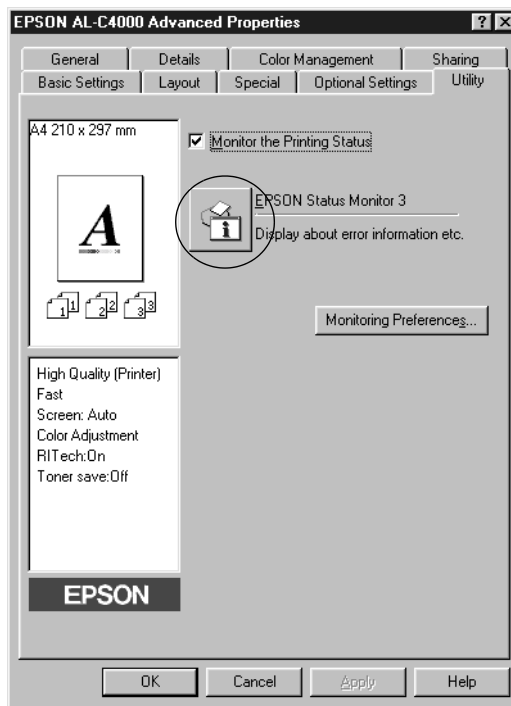 EPSON AL-C4000 Advanced Properties
General Details Color Management Sharing
Basic Settings Layout Special Optional Settings Utility
A4 210 x 297 mm
Monitor the Printing Status
EPSON Status Monitor 3
Display about error information etc.
A
1 1 2 2 3 3
Monitoring Preferences...
High Quality (Printer)
Fast
Screen: Auto
Color Adjustment
RITech:On
Toner save:Off
EPSON
OK Cancel Apply Help